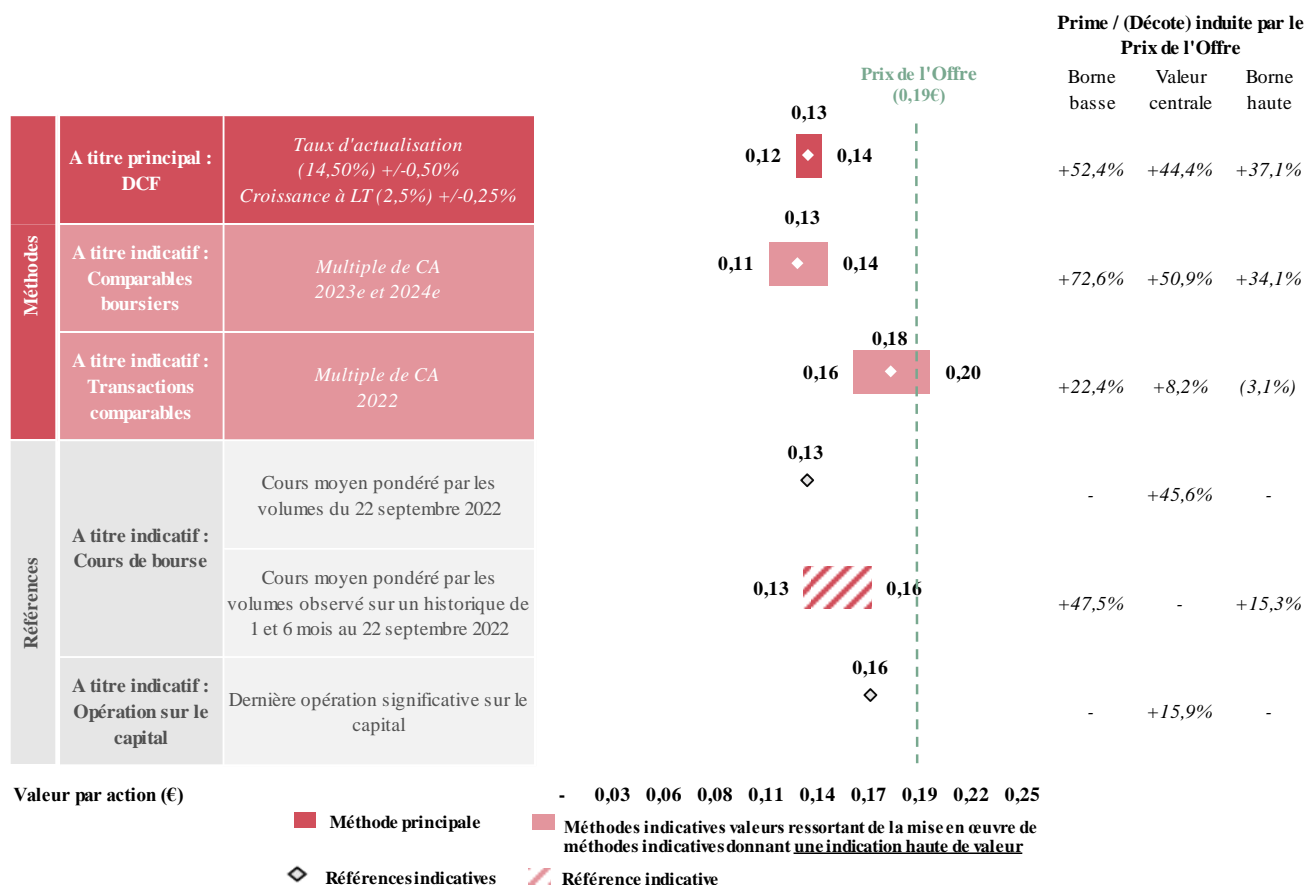 Prime / (Décote) induite par le
Prix de l'Offre
Prix de l'Offre
(0,19€)
Borne
basse
Valeur
centrale
Borne
haute
Méthodes
A titre principal :
DCF
Taux d'actualisation
(14,50%) +/-0,50%
Croissance à LT (2,5%) +/-0,25%
0,13
0,12
0,14
+52,4% +44,4% +37,1%
A titre indicatif :
Comparables
boursiers
Multiple de CA
2023e et 2024e
0,13
0,11
0,14
+72,6% +50,9% +34,1%
A titre indicatif :
Transactions
comparables
Multiple de CA
2022
0,18
0,16
0,20
+22,4% +8,2% (3,1%)
Références
A titre indicatif :
Cours de bourse
Cours moyen pondéré par les
volumes du 22 septembre 2022
0,13
- +45,6% -
Cours moyen pondéré par les
volumes observé sur un historique de
1 et 6 mois au 22 septembre 2022
0,13
0,16
+47,5% - +15,3%
A titre indicatif :
Opération sur le
capital
Dernière opération significative sur le
capital
0,16
- +15,9% -
Valeur par action (€)
- 0,03 0,06 0,08 0,11 0,14 0,17 0,19 0,22 0,25
Méthode principale
Méthodes indicatives valeurs ressortant de la mise en œuvre de
méthodes indicatives donnant une indication haute de valeur
Références indicatives
Référence indicative